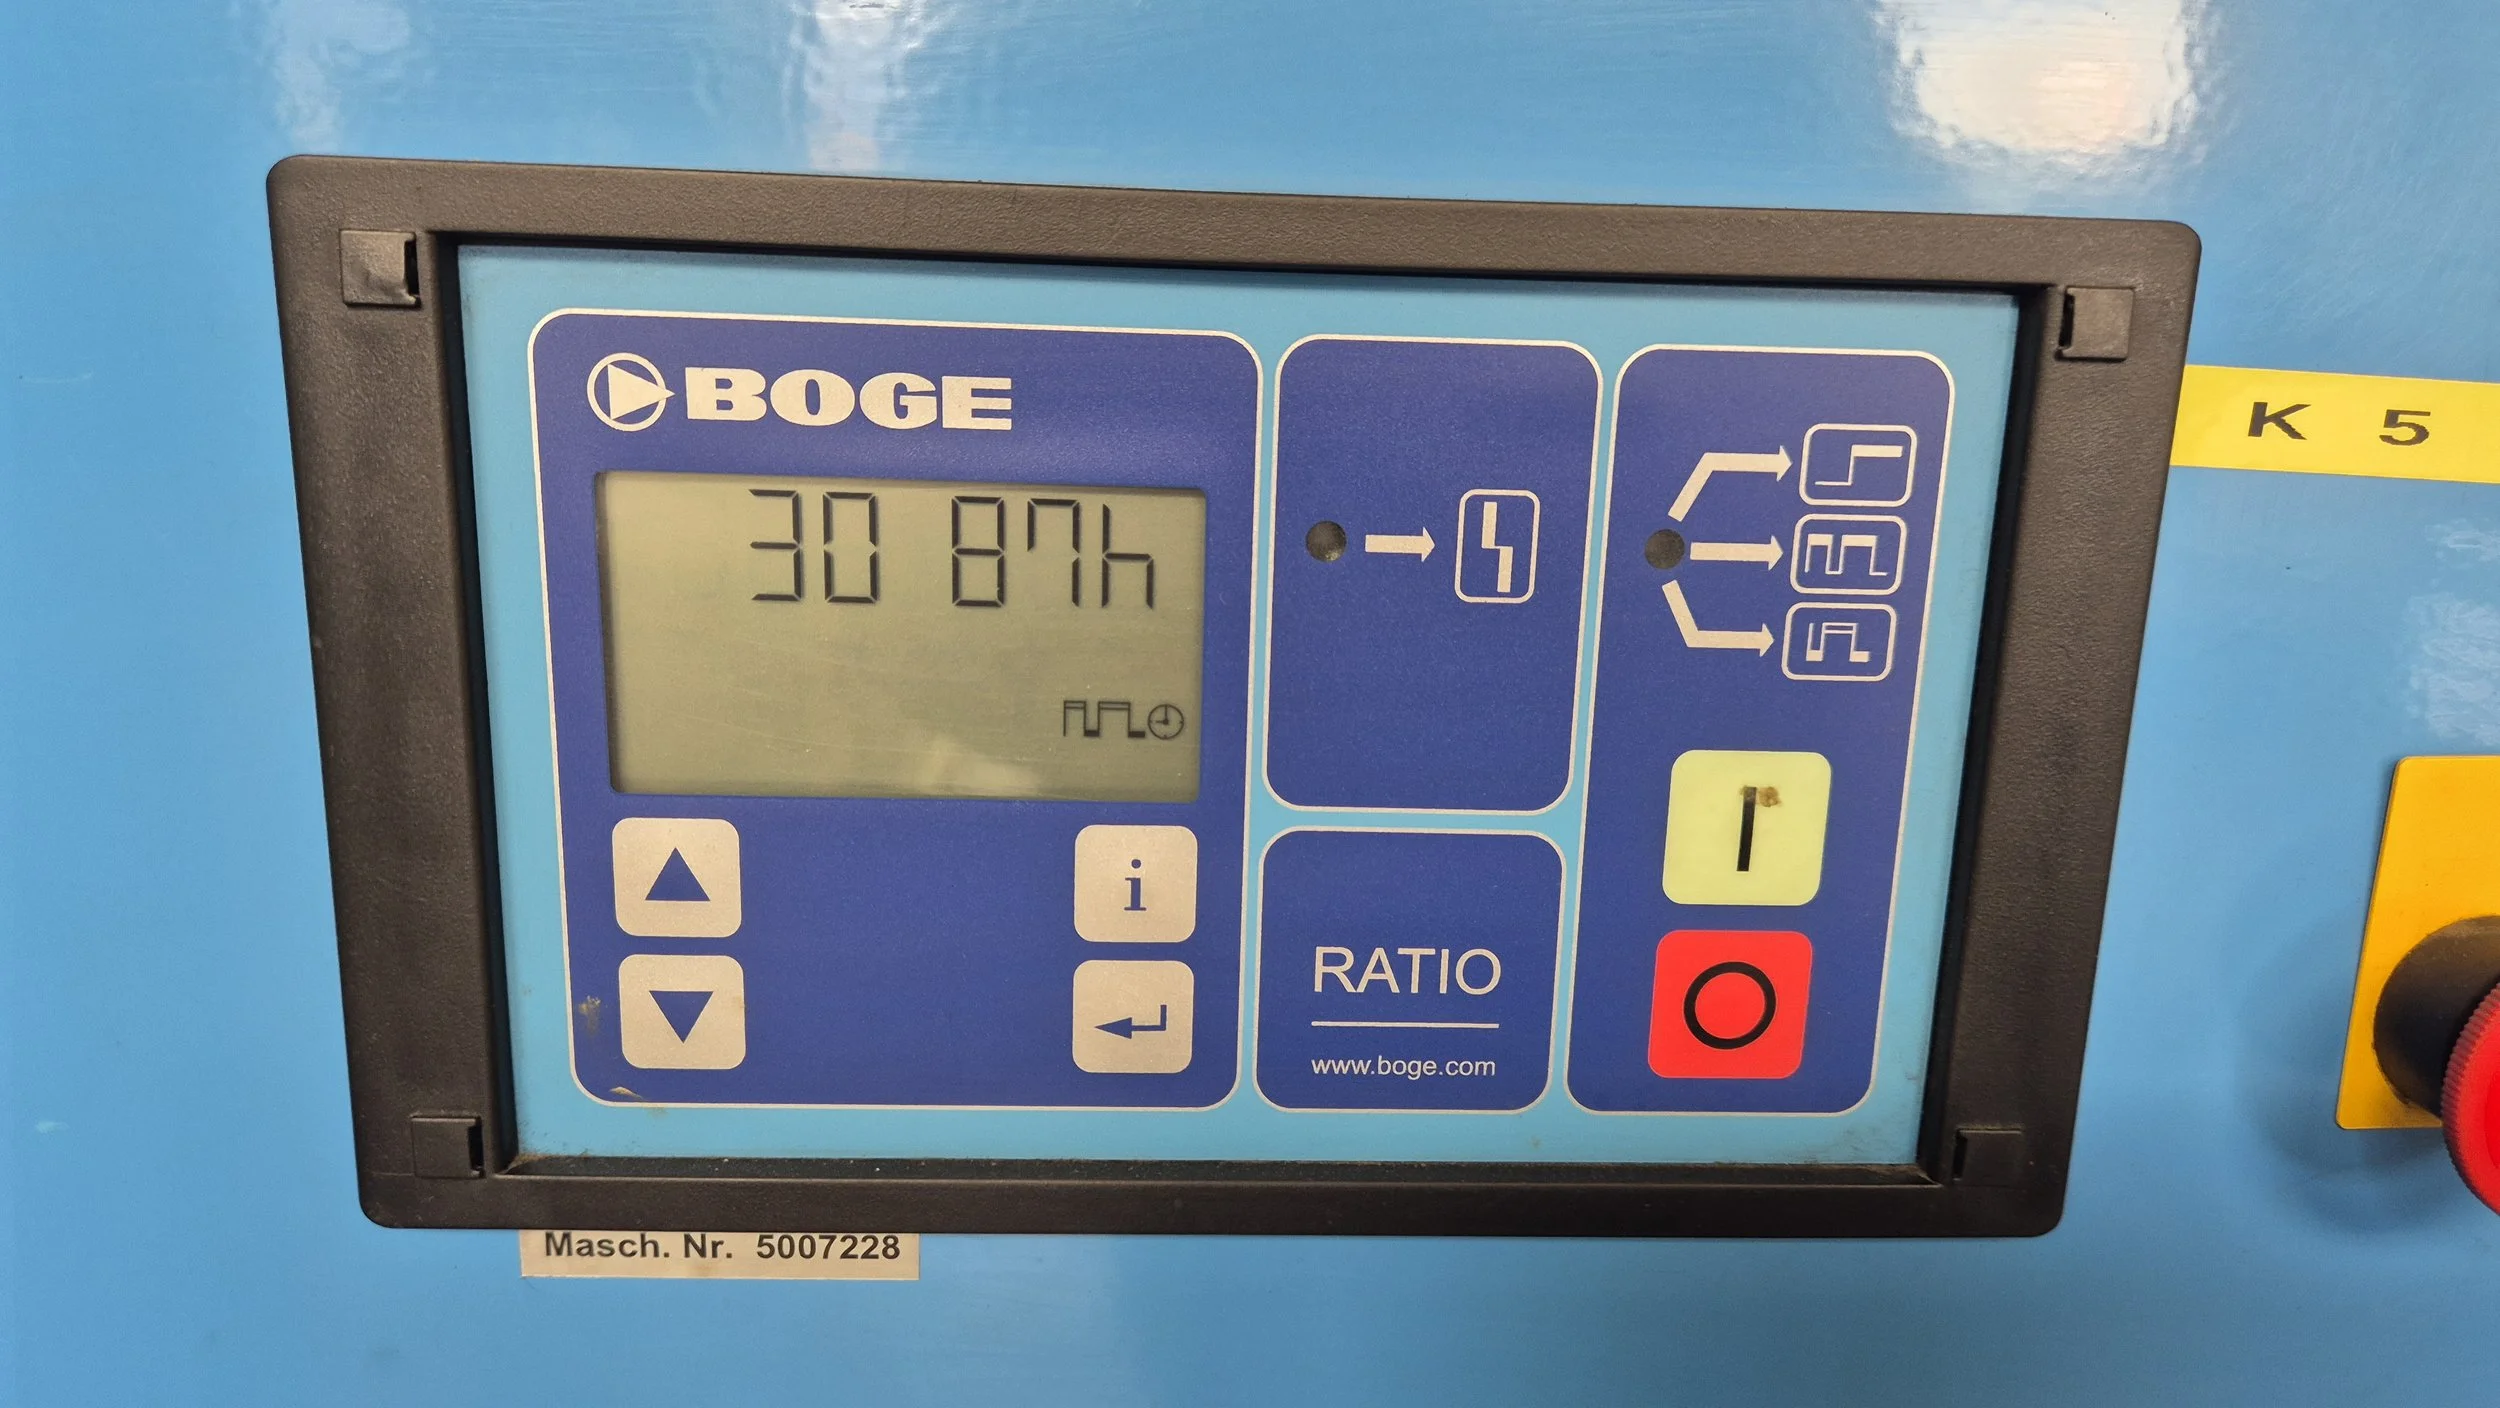 BOGE
30 87h
K 5
i
RATIO
www.boge.com
Masch. Nr. 5007228